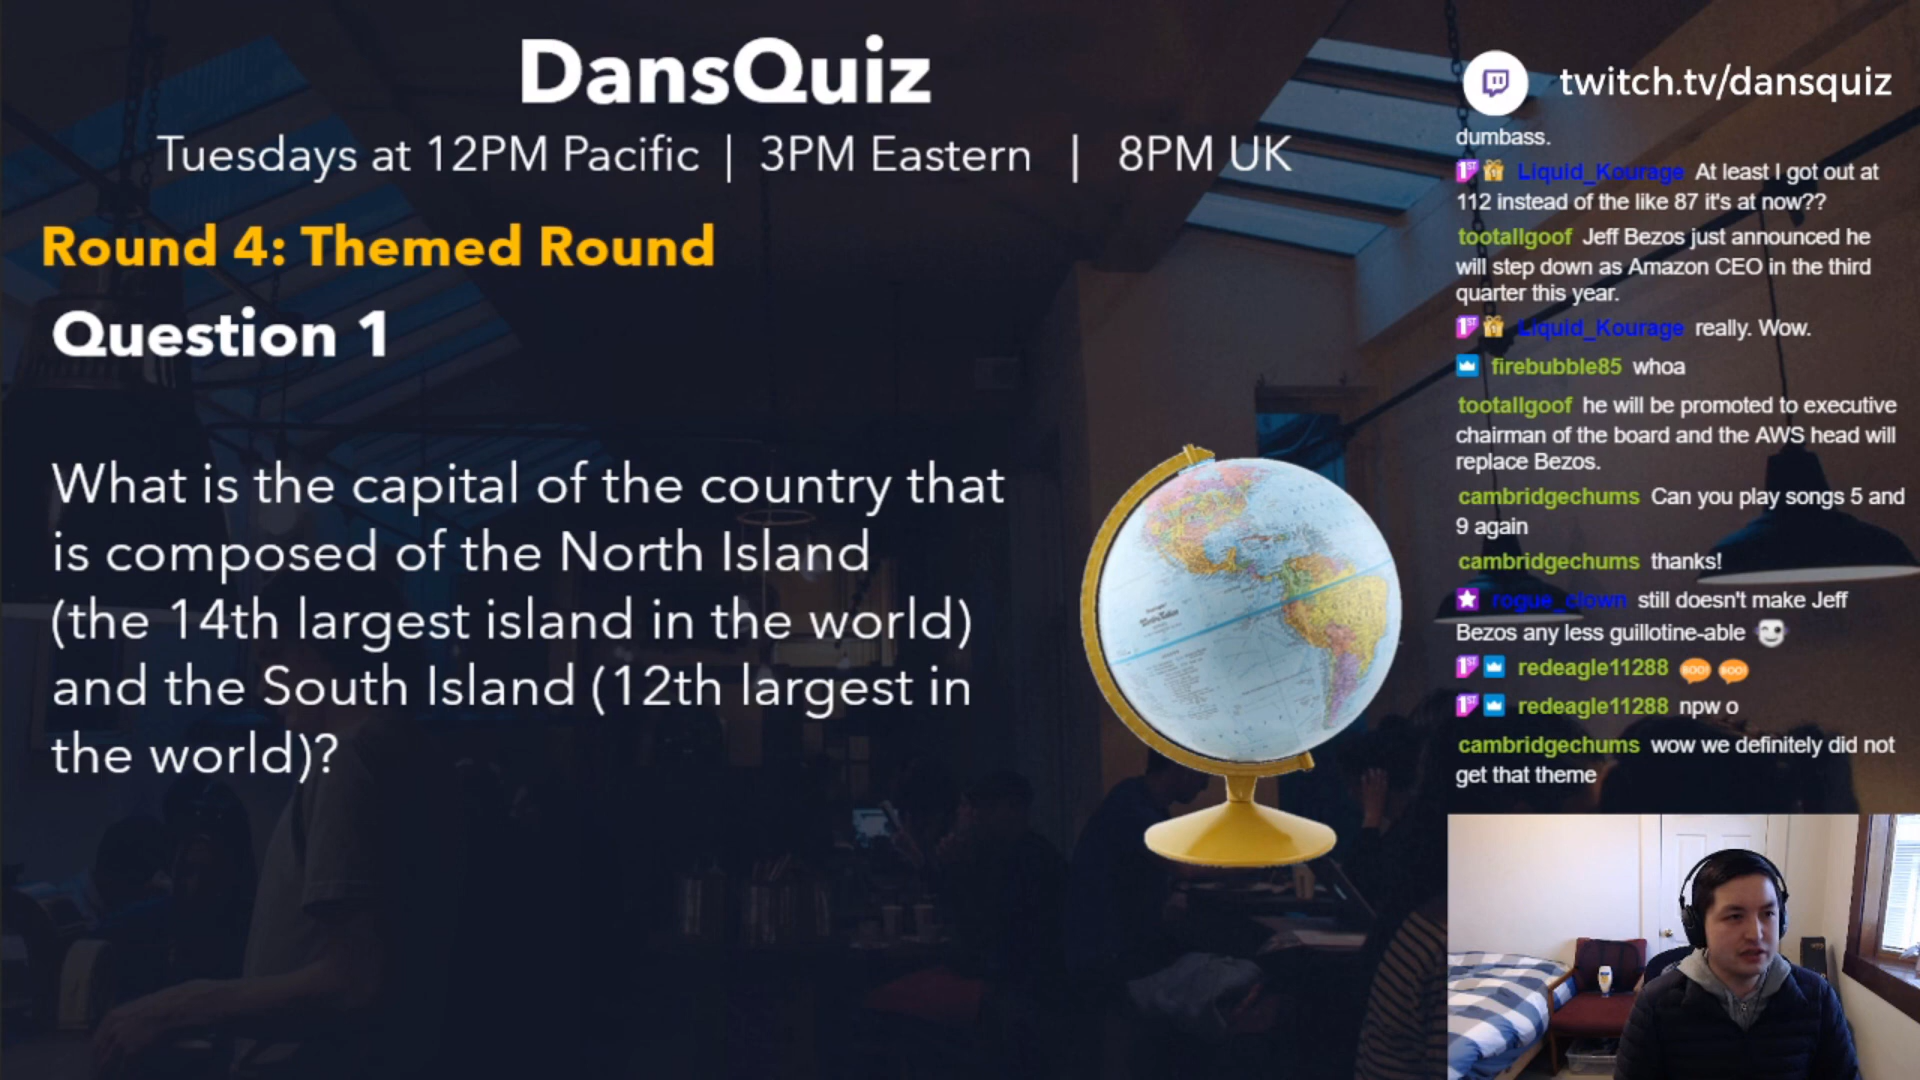 DansQuiz
Tuesdays at 12PM Pacific | 3PM Eastern | 8PM UK
Round 4: Themed Round
Question 1
What is the capital of the country that
is composed of the North Island
(the 14th largest island in the world)
and the South Island (12th largest in
the world)?
twitch.tv/dansquiz
dumbass.
1ST Liquid_Kourage At least I got out at
112 instead of the like 87 it's at now??
tootallgoof Jeff Bezos just announced he
will step down as Amazon CEO in the third
quarter this year.
1ST Liquid_Kourage really. Wow.
firebubble85 whoa
tootallgoof he will be promoted to executive
chairman of the board and the AWS head will
replace Bezos.
cambridgechums Can you play songs 5 and
9 again
cambridgechums thanks!
rogue_clown still doesn't make Jeff
Bezos any less guillotine-able
1ST redeagle11288 BOO! BOO!
1ST redeagle11288 npw o
cambridgechums wow we definitely did not
get that theme